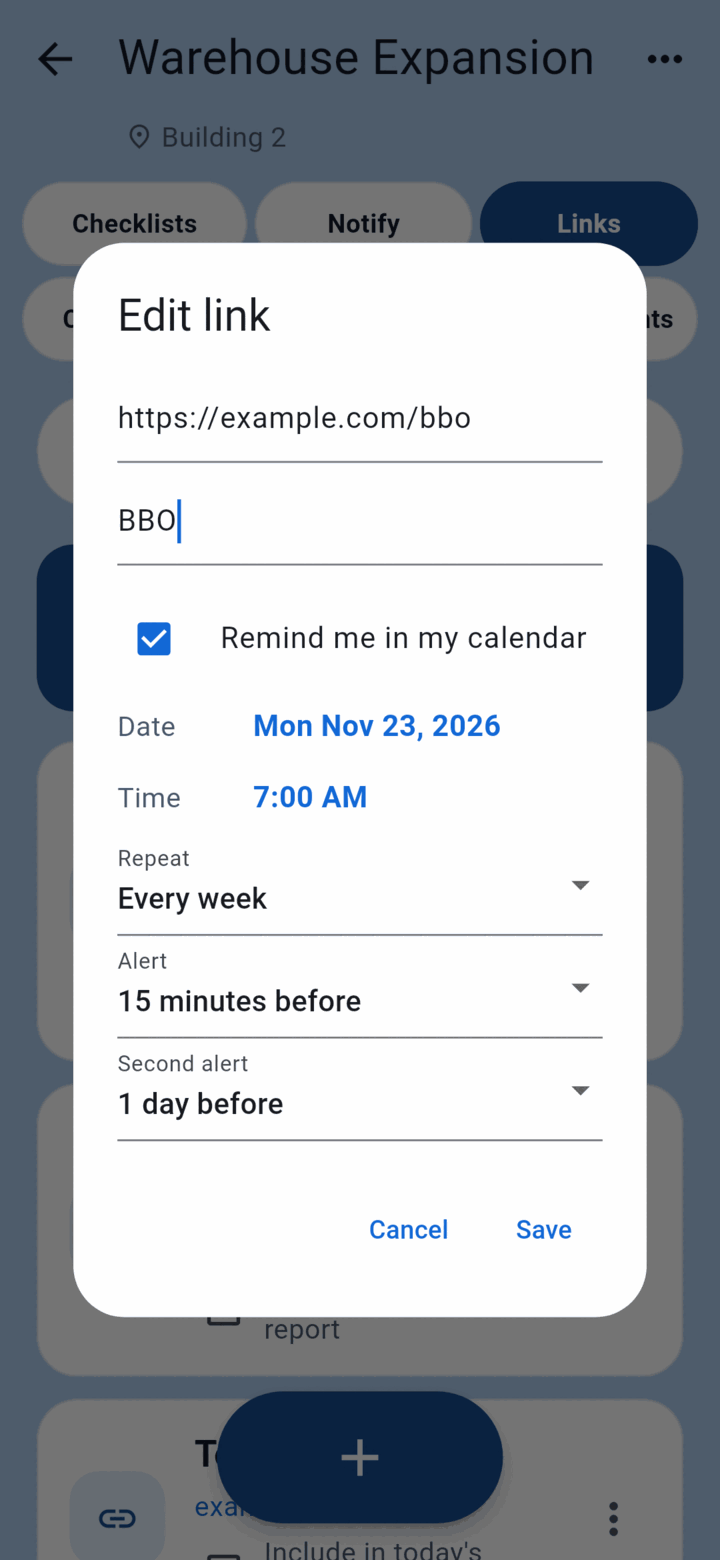 Warehouse Expansion
Building 2
Checklists
Notify
Links
Edit link
https://example.com/bbo
BBO
Remind me in my calendar
Date Mon Nov 23, 2026
Time 7:00 AM
Repeat
Every week
Alert
15 minutes before
Second alert
1 day before
Cancel Save
report
Include in today's